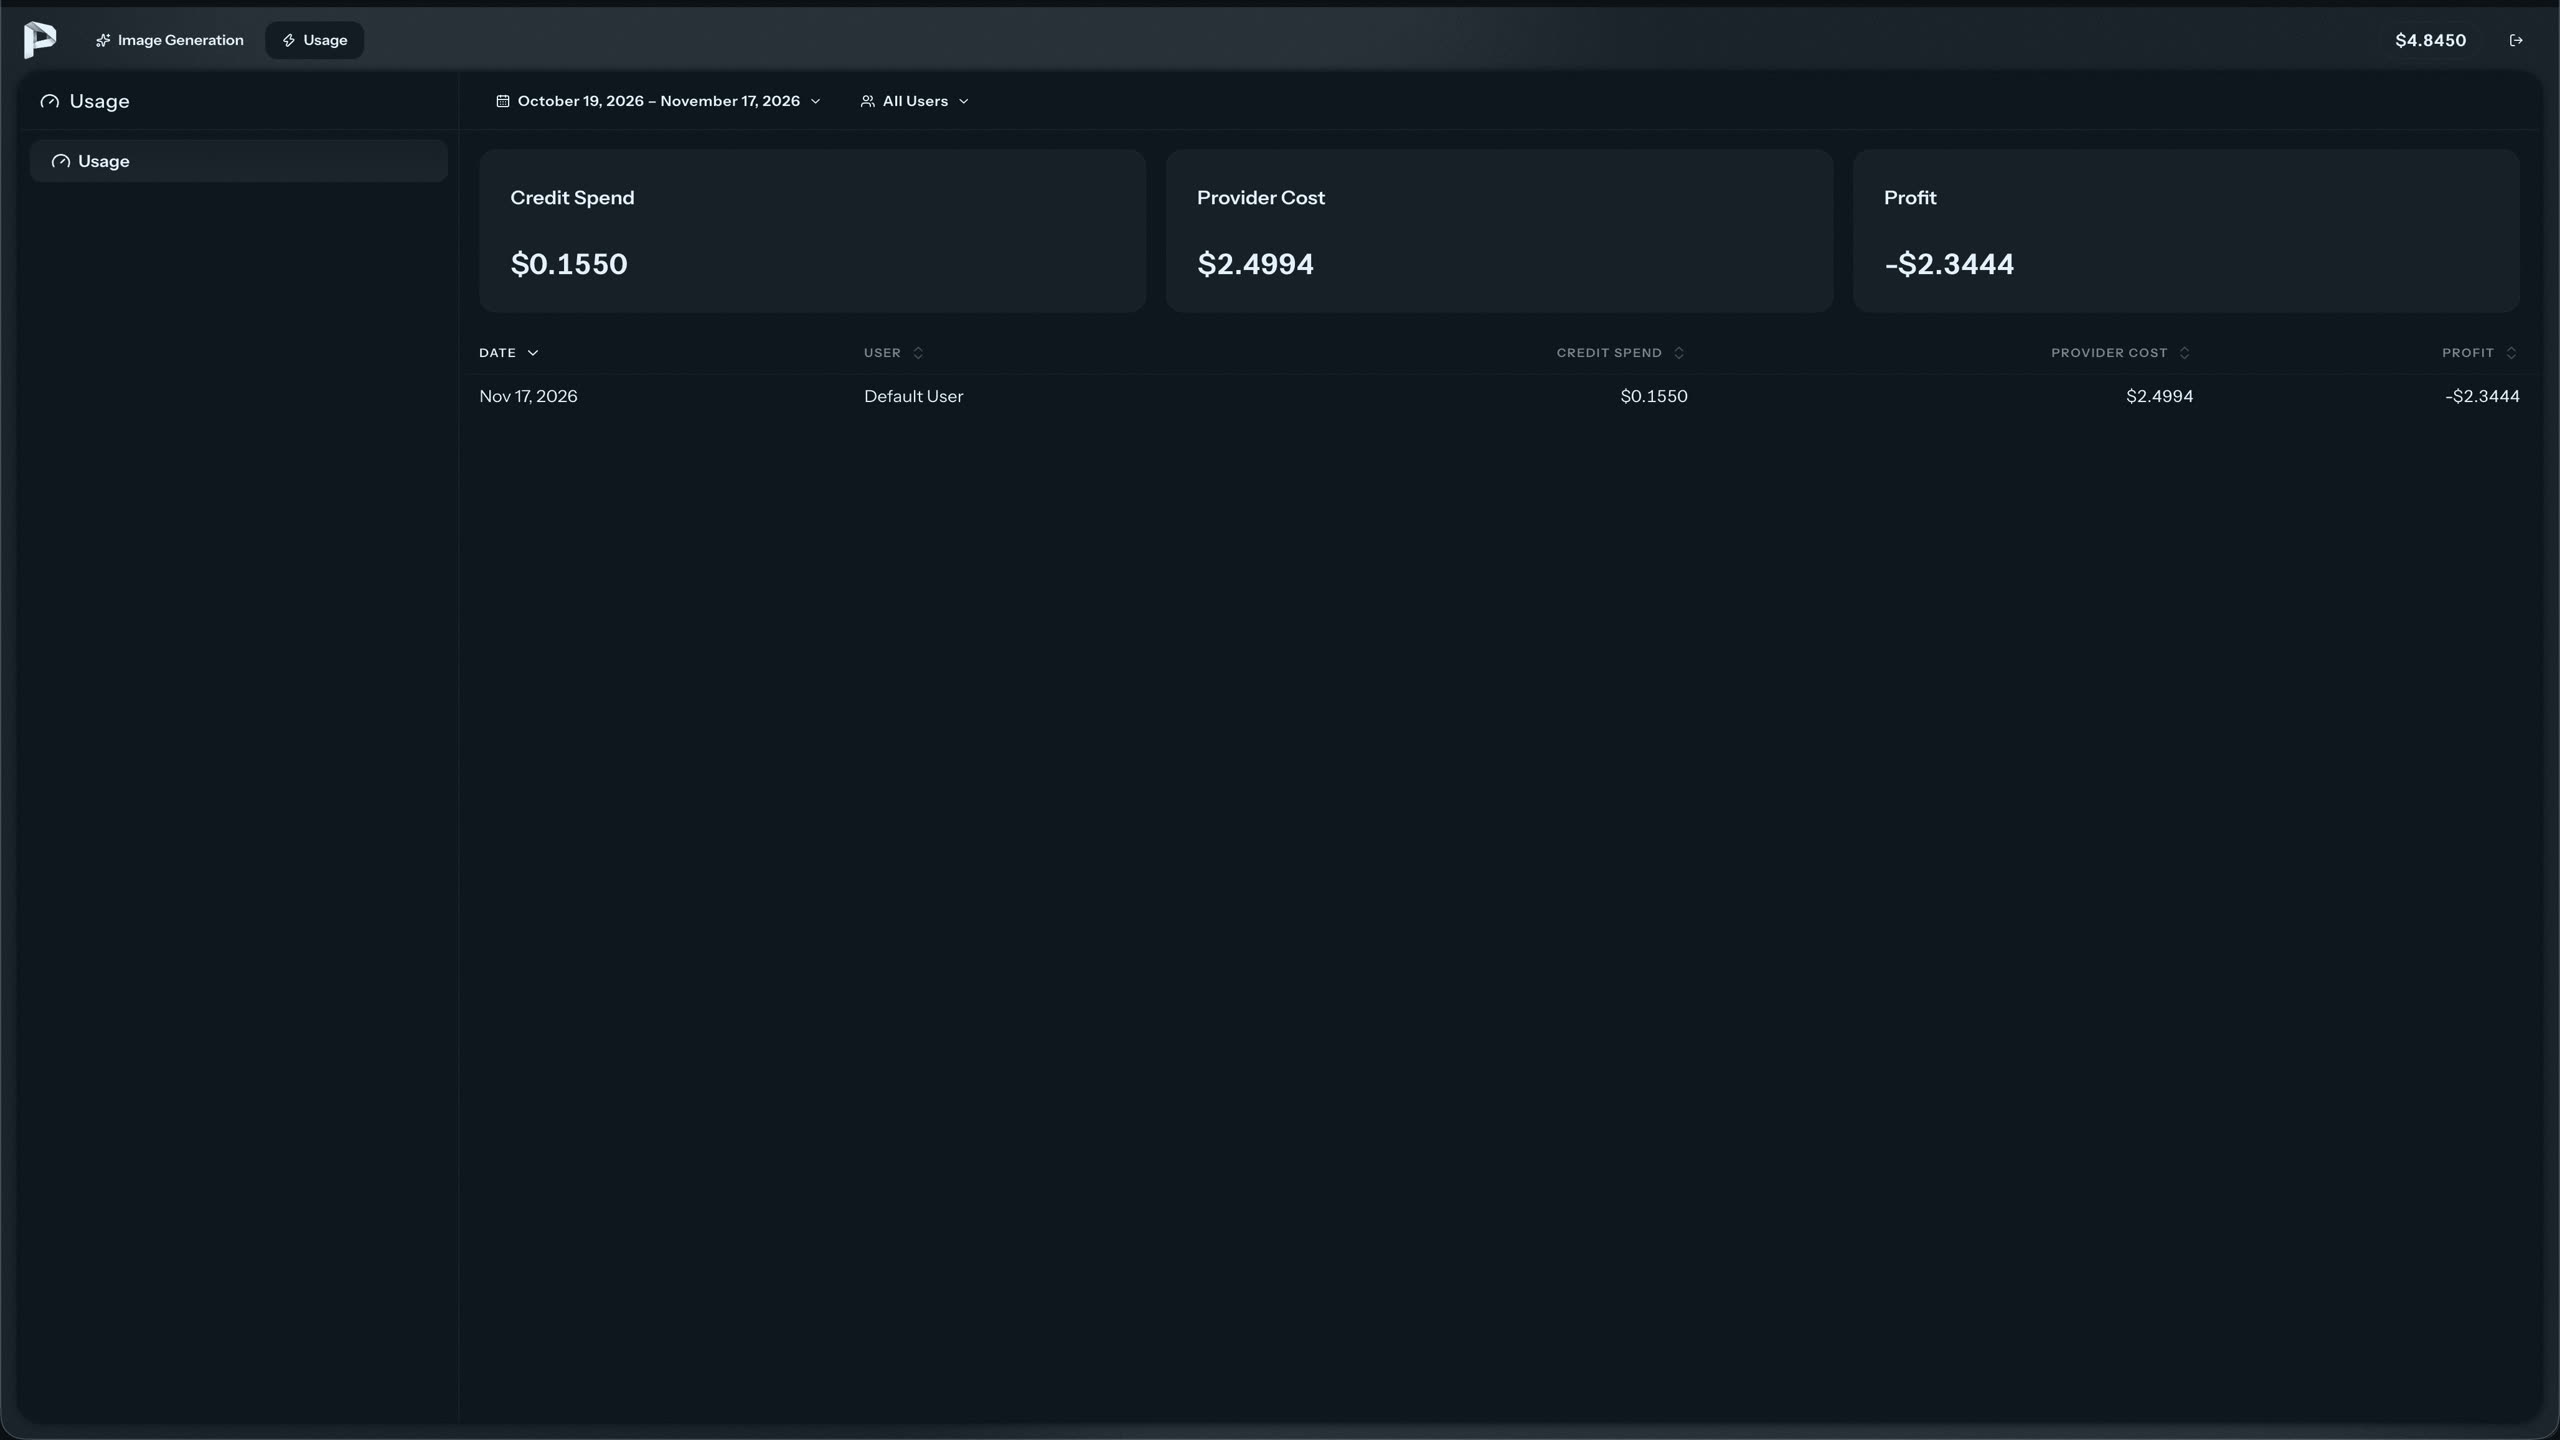 Image Generation
Usage
$4.8450
Usage
October 19, 2026 – November 17, 2026
All Users
Usage
Credit Spend
$0.1550
Provider Cost
$2.4994
Profit
-$2.3444
DATE USER CREDIT SPEND PROVIDER COST PROFIT
Nov 17, 2026 Default User $0.1550 $2.4994 -$2.3444